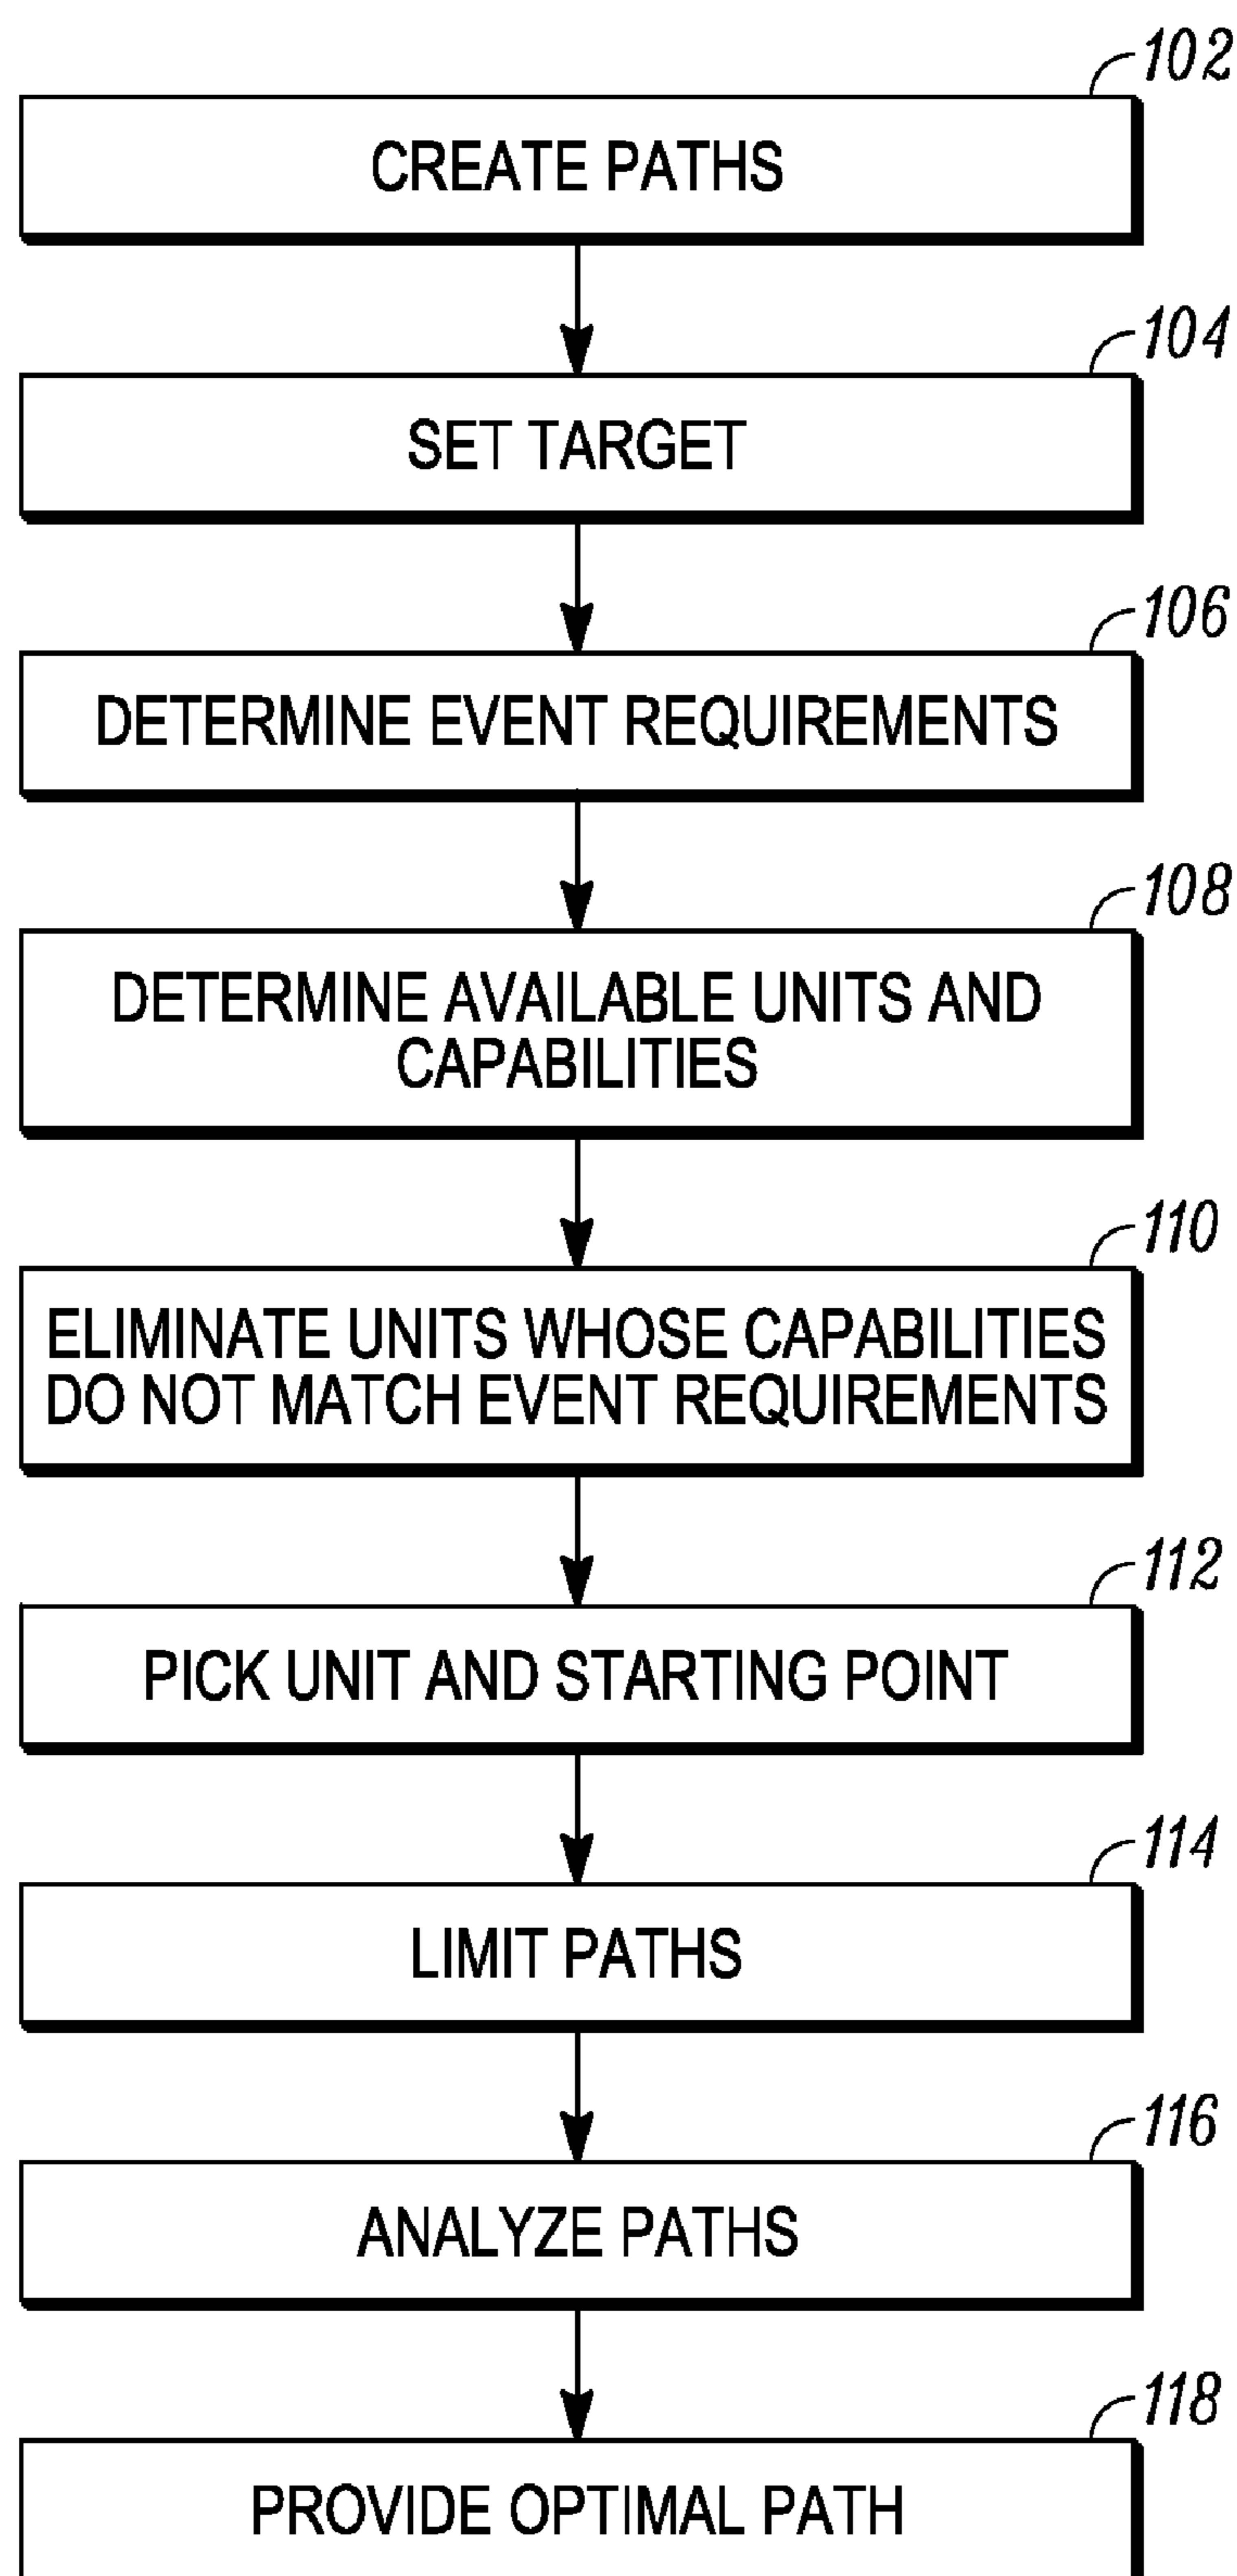 102
CREATE PATHS
104
SET TARGET
106
DETERMINE EVENT REQUIREMENTS
108
DETERMINE AVAILABLE UNITS AND
CAPABILITIES
110
ELIMINATE UNITS WHOSE CAPABILITIES
DO NOT MATCH EVENT REQUIREMENTS
112
PICK UNIT AND STARTING POINT
114
LIMIT PATHS
116
ANALYZE PATHS
118
PROVIDE OPTIMAL PATH